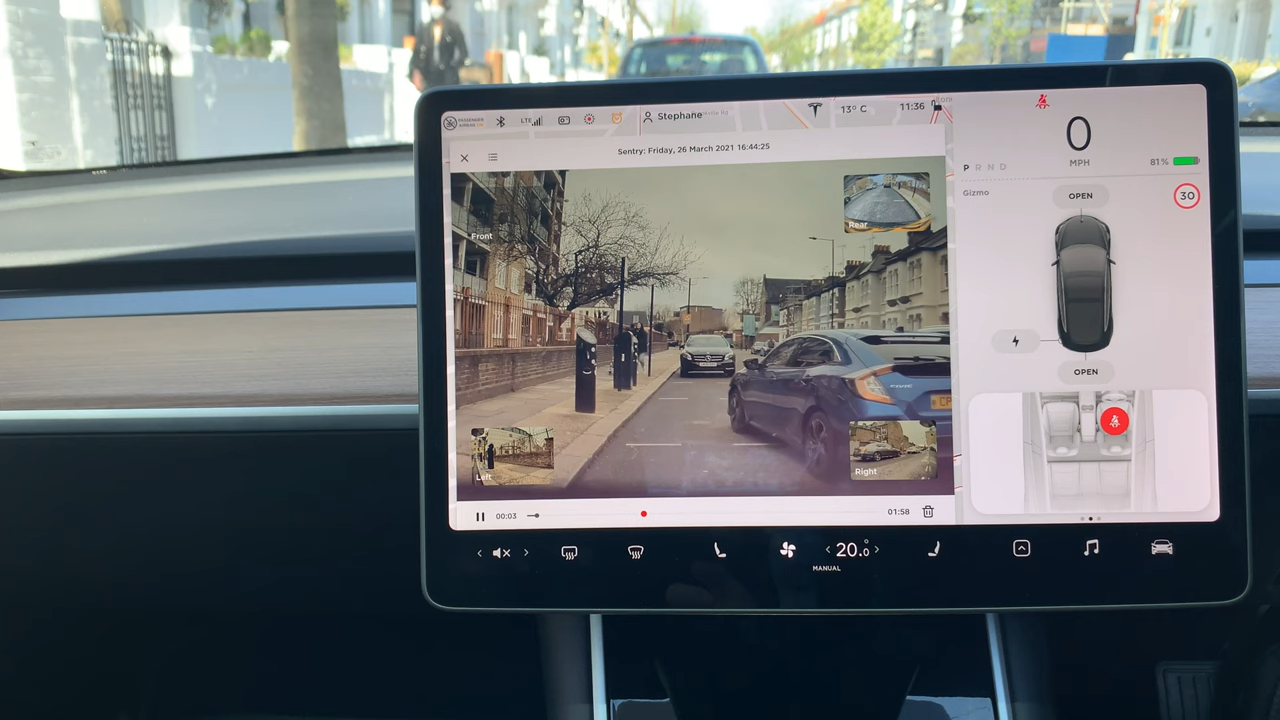 PASSENGER
AIRBAG ON
LTE
Stephane
13° C
11:36
Sentry: Friday, 26 March 2021 16:44:25
Front
Rear
CIVIC
Left
Right
00:03
01:58
0
MPH
P R N D
81%
Gizmo
OPEN
30
OPEN
20.0
MANUAL